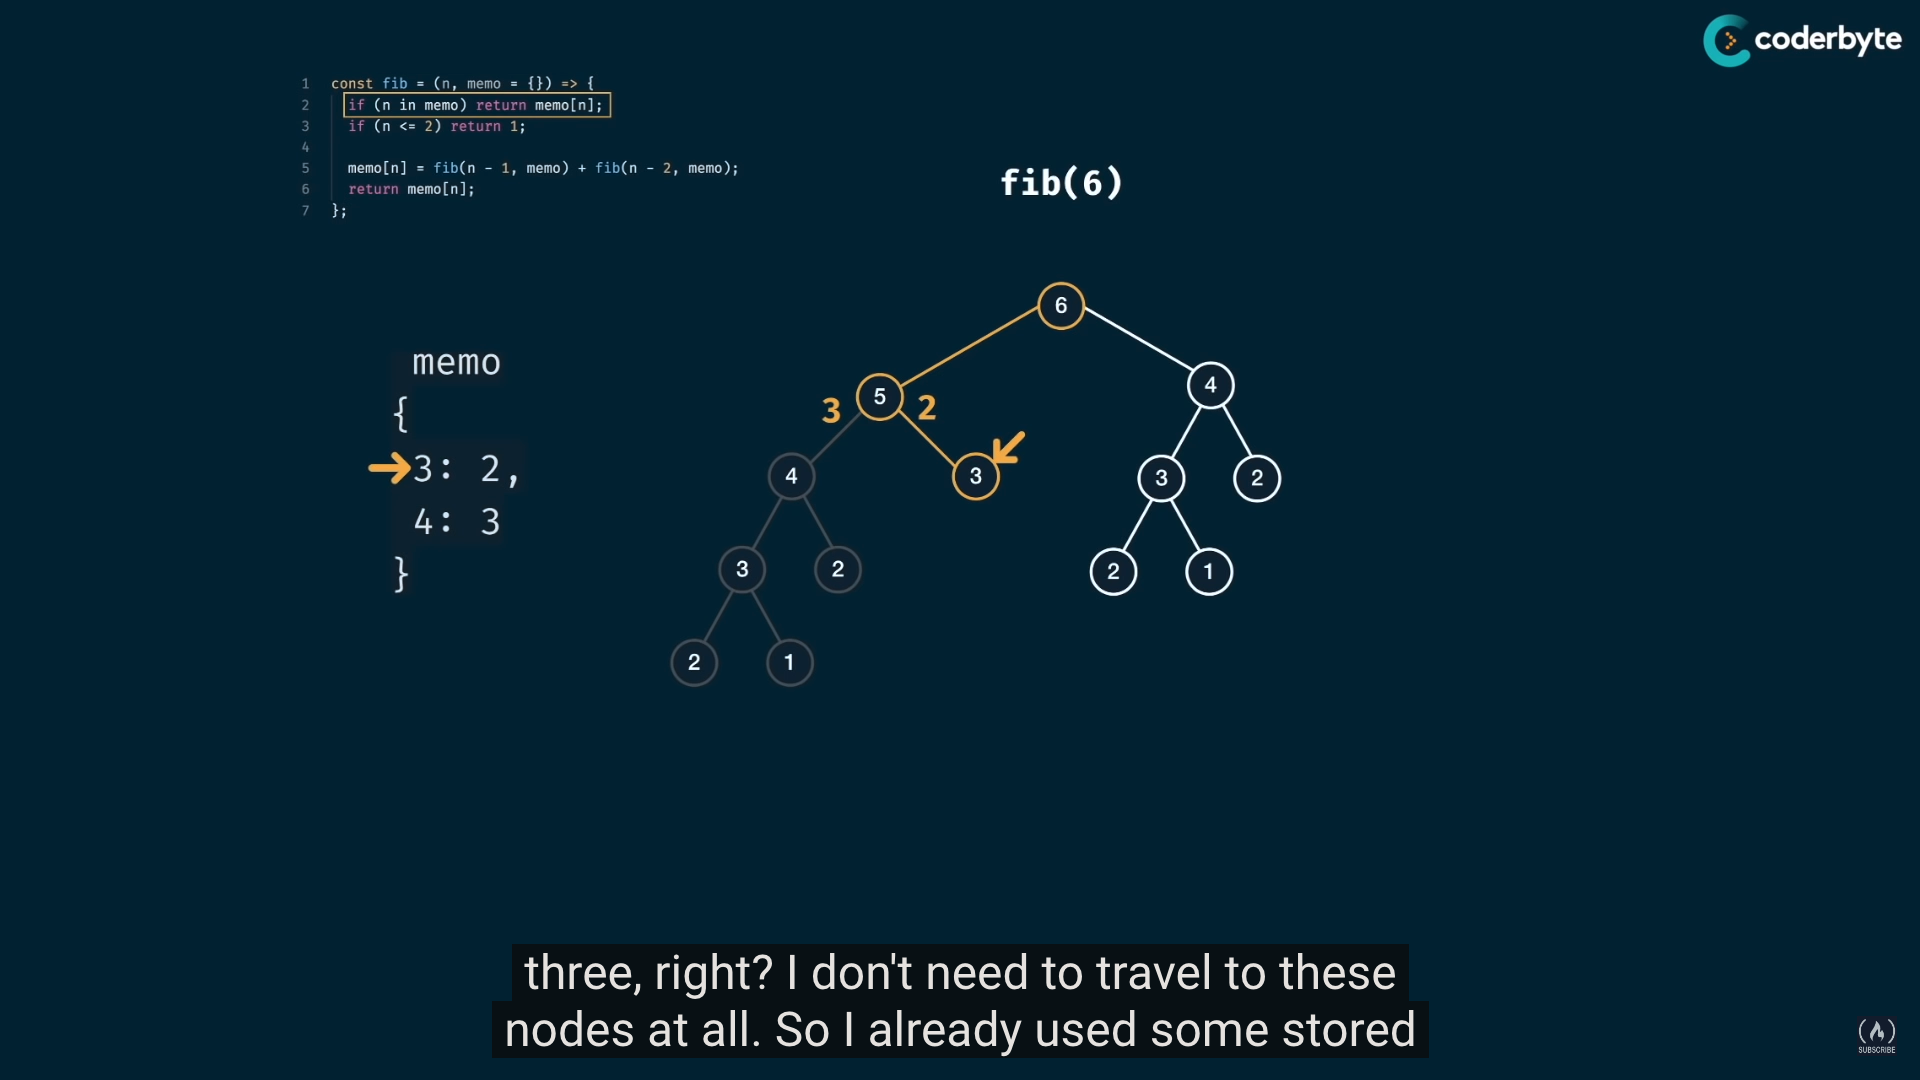 coderbyte
1 const fib = (n, memo = {}) => {
2 if (n in memo) return memo[n];
3 if (n <= 2) return 1;
4
5 memo[n] = fib(n - 1, memo) + fib(n - 2, memo);
6 return memo[n];
7 };
fib(6)
memo
{
3: 2,
4: 3
}
6
3 5 2
4
4 3
3 2
3 2
2 1
2 1
three, right? I don't need to travel to these
nodes at all. So I already used some stored
SUBSCRIBE